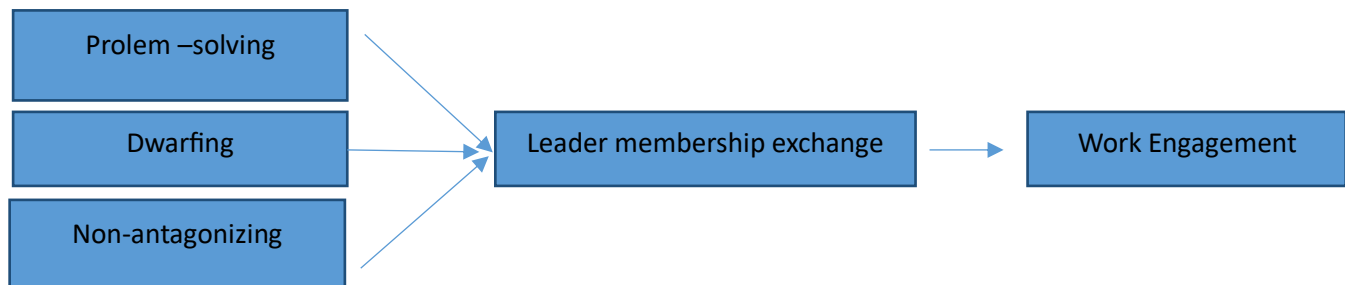 Prolem –solving
Dwarfing
Leader membership exchange
Work Engagement
Non-antagonizing